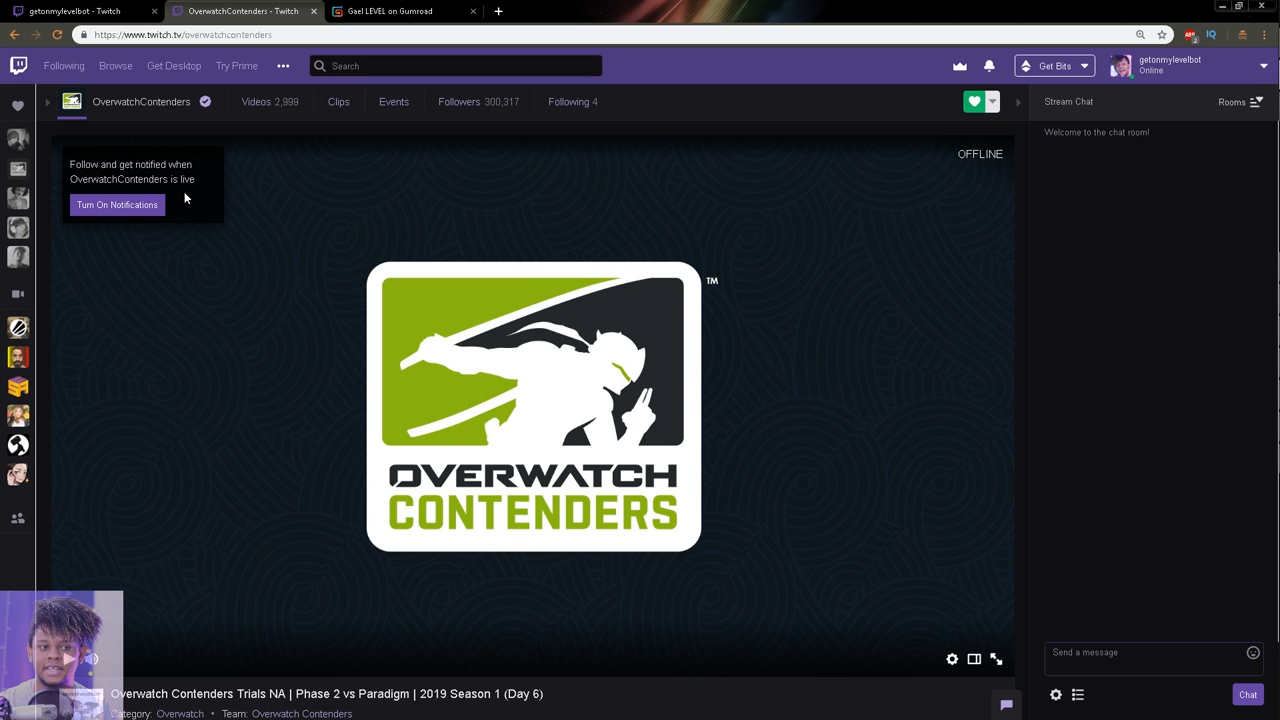 getonmylevelbot - Twitch
OverwatchContenders - Twitch
Gael LEVEL on Gumroad
https://www.twitch.tv/overwatchcontenders
ABP
2
IQ
Following
Browse
Get Desktop
Try Prime
Search
Get Bits
getonmylevelbot
Online
OverwatchContenders
Videos 2,999
Clips
Events
Followers 300,317
Following 4
Stream Chat
Rooms
Welcome to the chat room!
Follow and get notified when
OverwatchContenders is live
Turn On Notifications
OFFLINE
TM
OVERWATCH
CONTENDERS
Overwatch Contenders Trials NA | Phase 2 vs Paradigm | 2019 Season 1 (Day 6)
Category: Overwatch • Team: Overwatch Contenders
Send a message
Chat